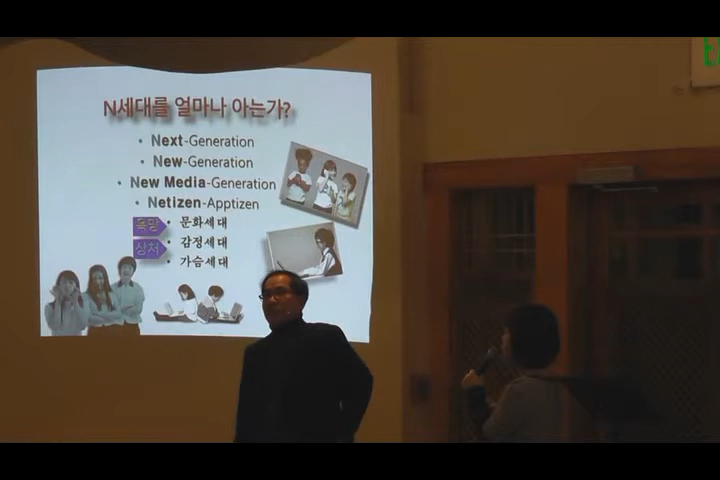 N세대를 얼마나 아는가?
• Next-Generation
• New-Generation
• New Media-Generation
• Netizen-Apptizen
욕망 • 문화세대
상처 • 감정세대
• 가슴세대